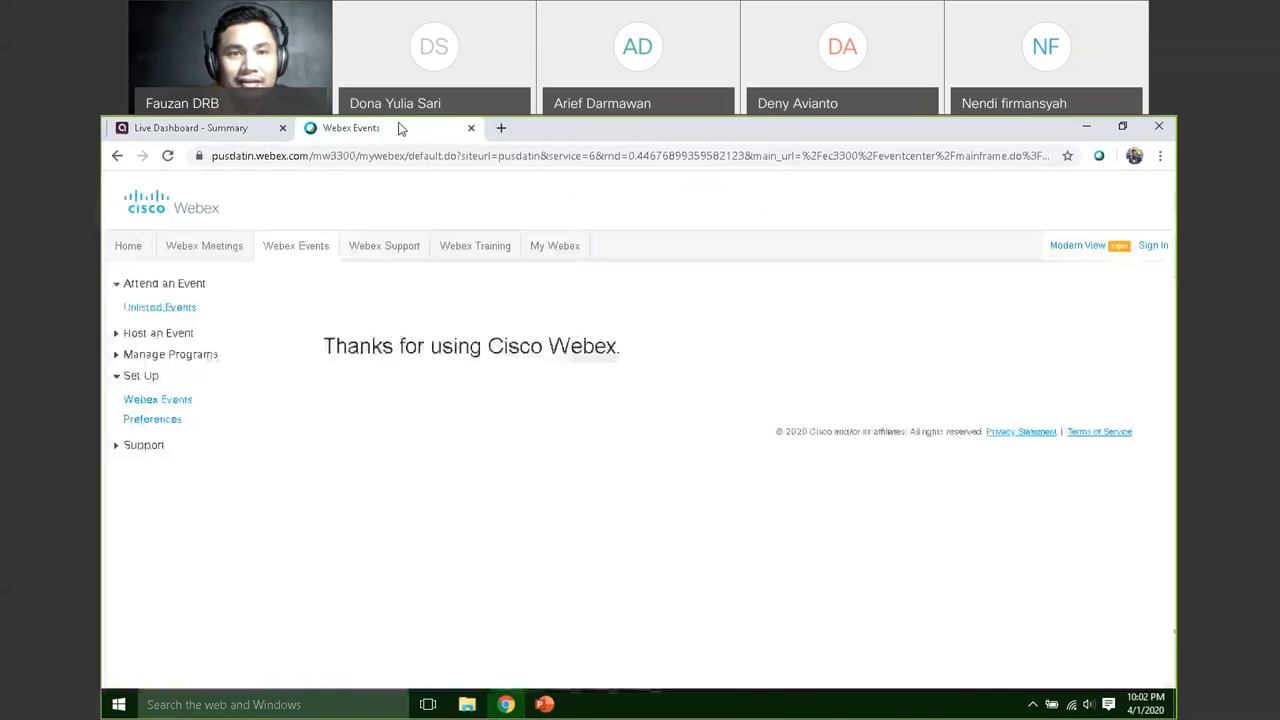 DS
AD
DA
NF
Fauzan DRB
Dona Yulia Sari
Arief Darmawan
Deny Avianto
Nendi firmansyah
Live Dashboard - Summary
Webex Events
pusdatin.webex.com/mw3300/mywebex/default.do?siteurl=pusdatin&service=6&rnd=0.44676899359582123&main_url=%2Fec3300%2Feventcenter%2Fmainframe.do%3F...
CISCO Webex
Home
Webex Meetings
Webex Events
Webex Support
Webex Training
My Webex
Modern View
Sign In
Attend an Event
Unlisted Events
Host an Event
Manage Programs
Set Up
Webex Events
Preferences
Support
Thanks for using Cisco Webex.
© 2020 Cisco and/or its affiliates. All rights reserved. Privacy Statement | Terms of Service
Search the web and Windows
10:02 PM
4/1/2020